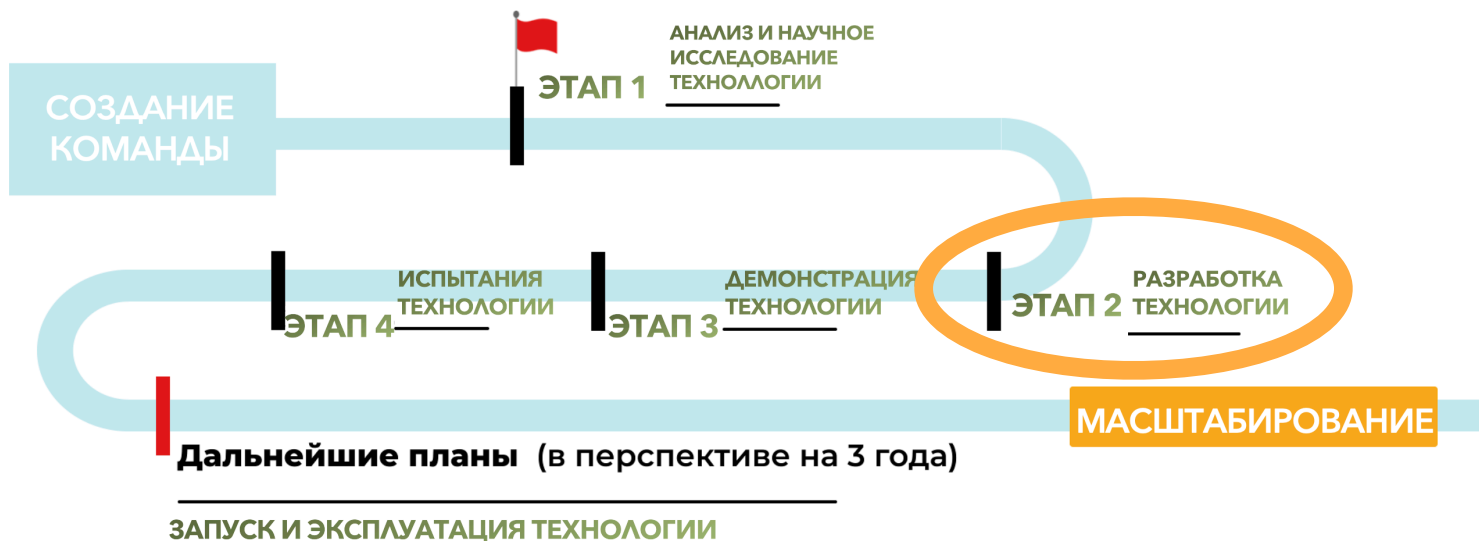 СОЗДАНИЕ
КОМАНДЫ
ЭТАП 1
АНАЛИЗ И НАУЧНОЕ
ИССЛЕДОВАНИЕ
ТЕХНОЛЛОГИИ
ЭТАП 2
РАЗРАБОТКА
ТЕХНОЛОГИИ
ЭТАП 3
ДЕМОНСТРАЦИЯ
ТЕХНОЛОГИИ
ЭТАП 4
ИСПЫТАНИЯ
ТЕХНОЛОГИИ
Дальнейшие планы (в перспективе на 3 года)
ЗАПУСК И ЭКСПЛУАТАЦИЯ ТЕХНОЛОГИИ
МАСШТАБИРОВАНИЕ